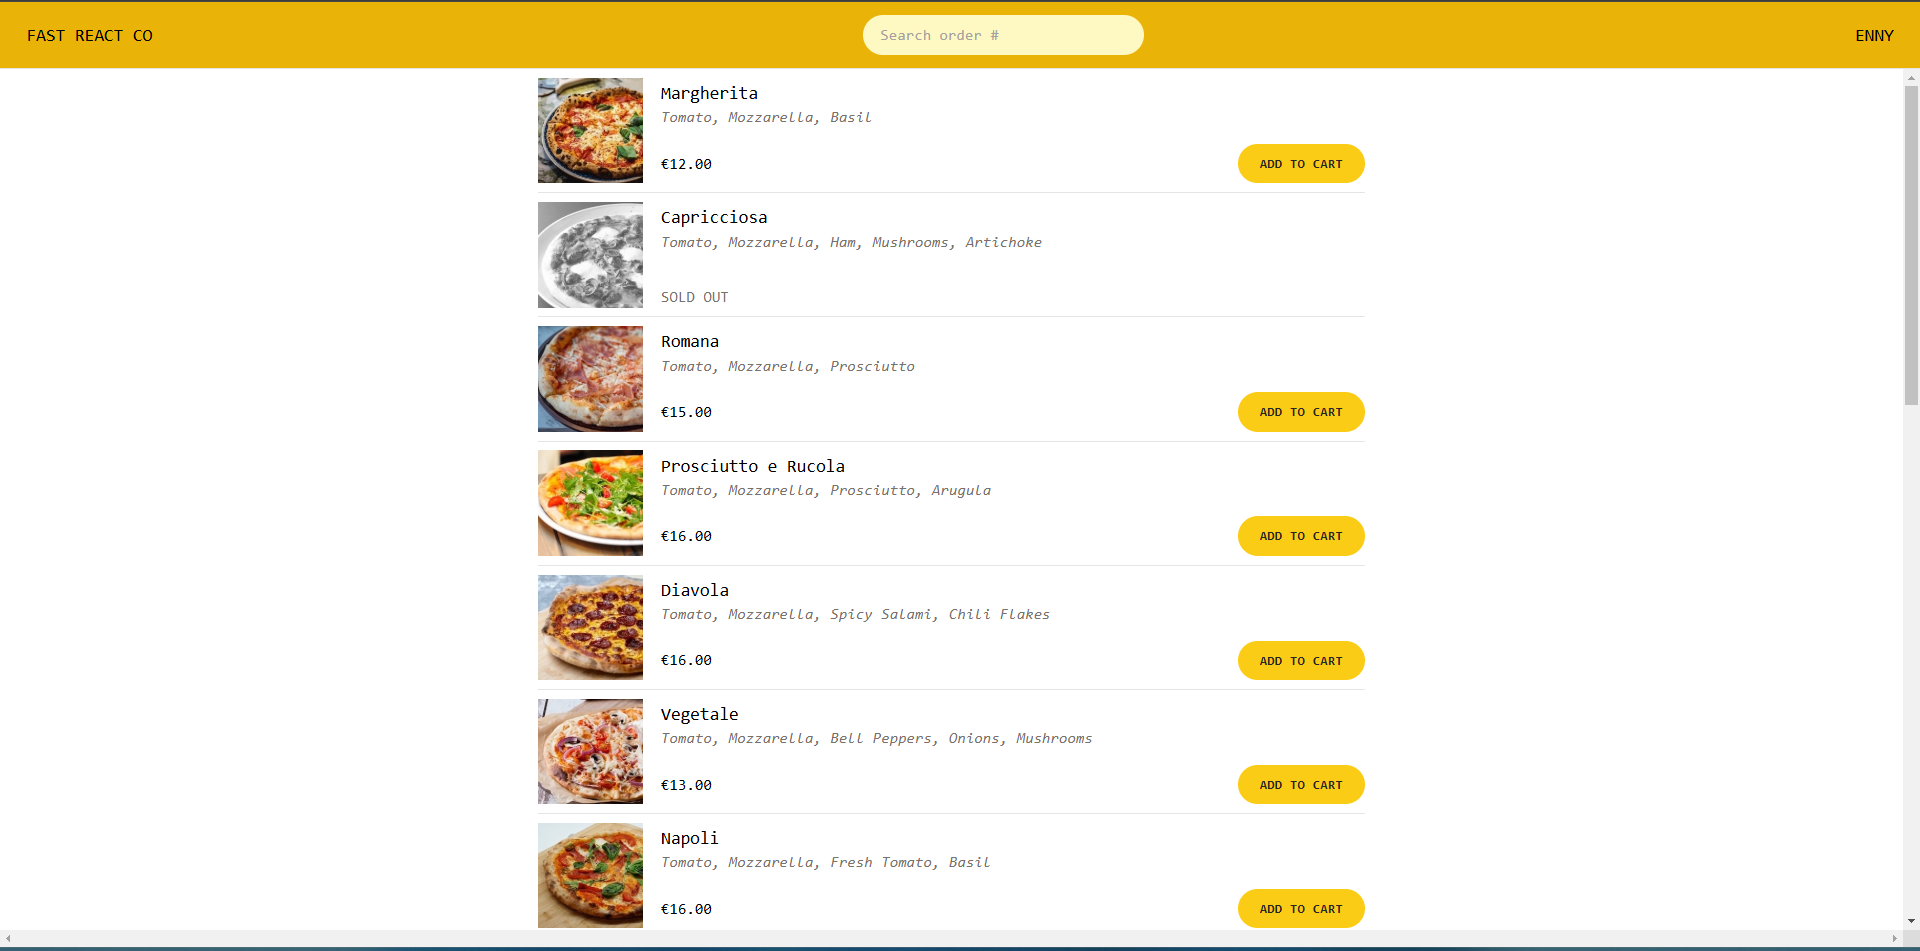 FAST REACT CO
Search order #
ENNY
Margherita
Tomato, Mozzarella, Basil
€12.00
ADD TO CART
Capricciosa
Tomato, Mozzarella, Ham, Mushrooms, Artichoke
SOLD OUT
Romana
Tomato, Mozzarella, Prosciutto
€15.00
ADD TO CART
Prosciutto e Rucola
Tomato, Mozzarella, Prosciutto, Arugula
€16.00
ADD TO CART
Diavola
Tomato, Mozzarella, Spicy Salami, Chili Flakes
€16.00
ADD TO CART
Vegetale
Tomato, Mozzarella, Bell Peppers, Onions, Mushrooms
€13.00
ADD TO CART
Napoli
Tomato, Mozzarella, Fresh Tomato, Basil
€16.00
ADD TO CART